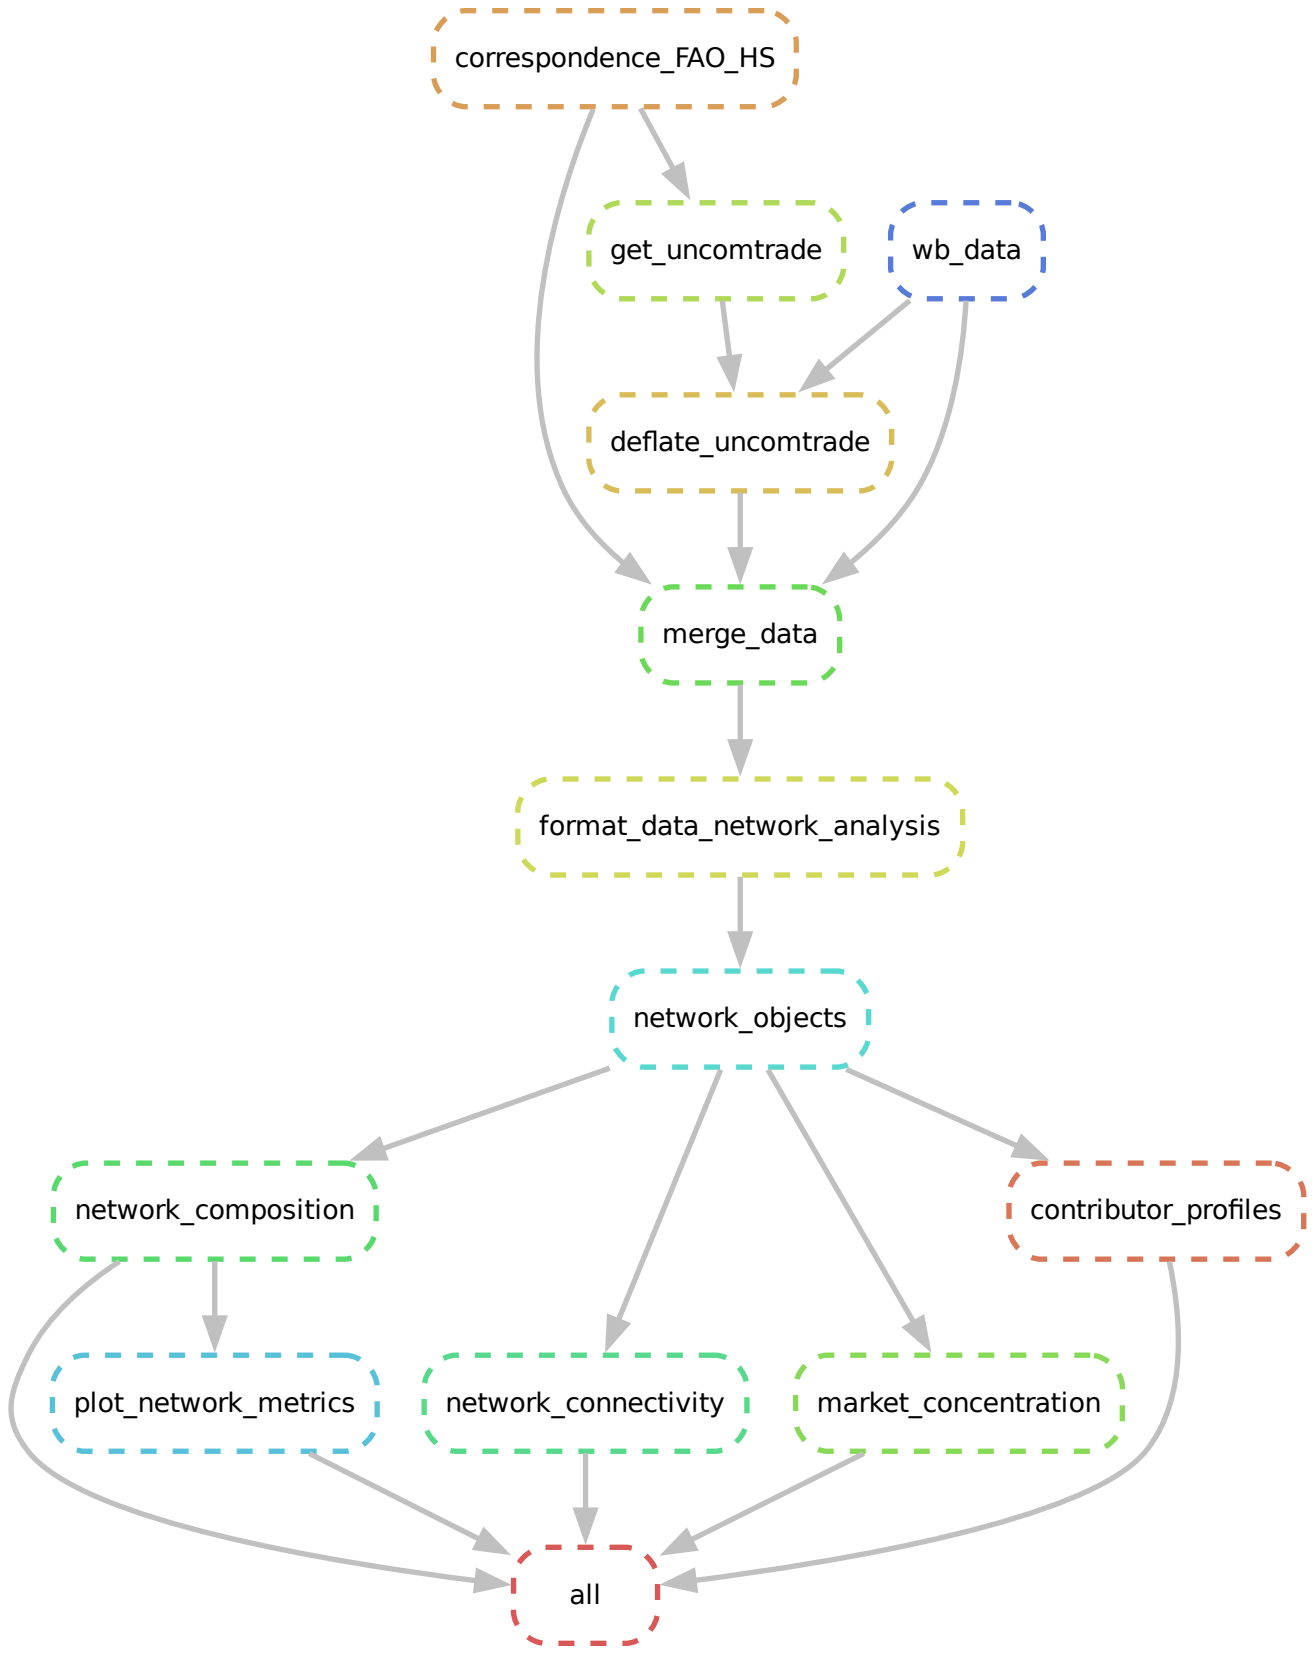 correspondence_FAO_HS
get_uncomtrade
wb_data
deflate_uncomtrade
merge_data
format_data_network_analysis
network_objects
network_composition
contributor_profiles
plot_network_metrics
network_connectivity
market_concentration
all